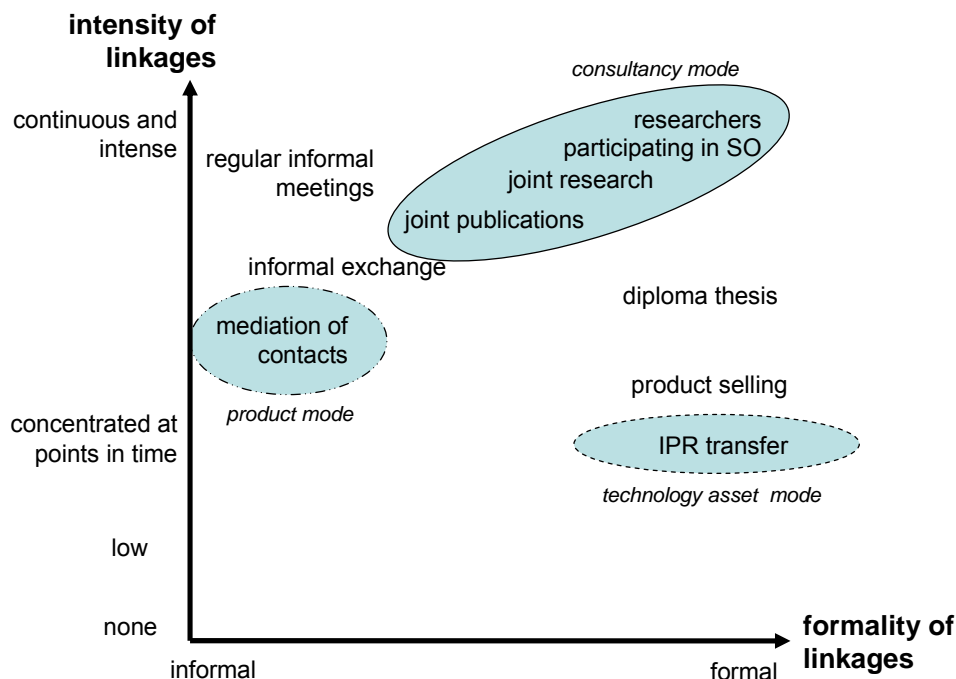 intensity of
linkages
consultancy mode
continuous and
intense
researchers
participating in SO
regular informal
meetings
joint research
joint publications
informal exchange
diploma thesis
mediation of
contacts
product selling
product mode
concentrated at
points in time
IPR transfer
technology asset mode
low
none
formality of
linkages
informal
formal